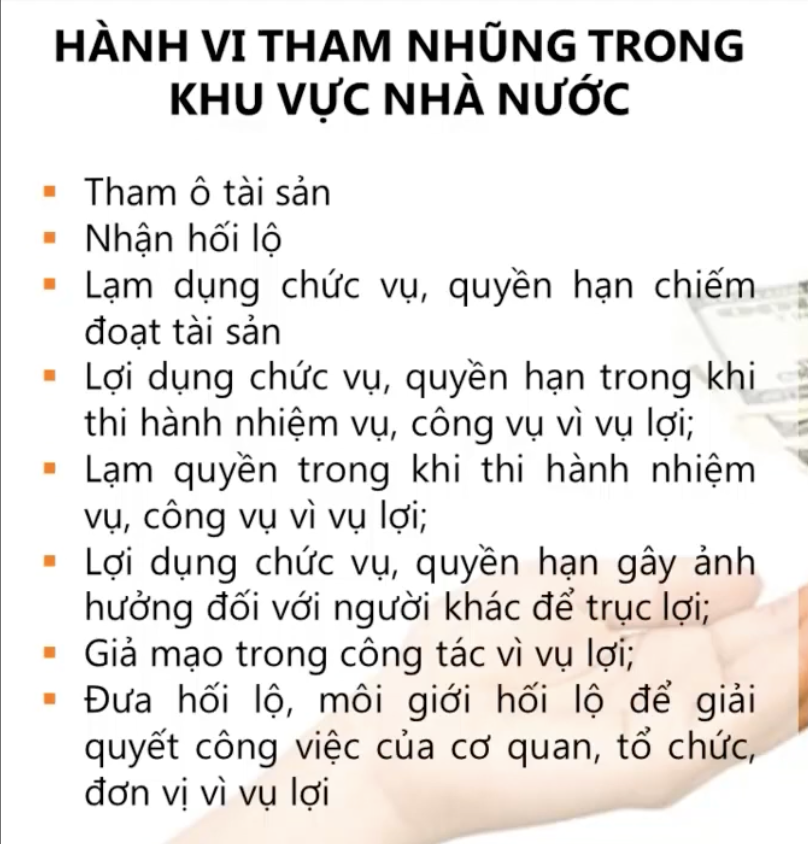 HÀNH VI THAM NHŨNG TRONG
KHU VỰC NHÀ NƯỚC
▪ Tham ô tài sản
▪ Nhận hối lộ
▪ Lạm dụng chức vụ, quyền hạn chiếm
đoạt tài sản
▪ Lợi dụng chức vụ, quyền hạn trong khi
thi hành nhiệm vụ, công vụ vì vụ lợi;
▪ Lạm quyền trong khi thi hành nhiệm
vụ, công vụ vì vụ lợi;
▪ Lợi dụng chức vụ, quyền hạn gây ảnh
hưởng đối với người khác để trục lợi;
▪ Giả mạo trong công tác vì vụ lợi;
▪ Đưa hối lộ, môi giới hối lộ để giải
quyết công việc của cơ quan, tổ chức,
đơn vị vì vụ lợi